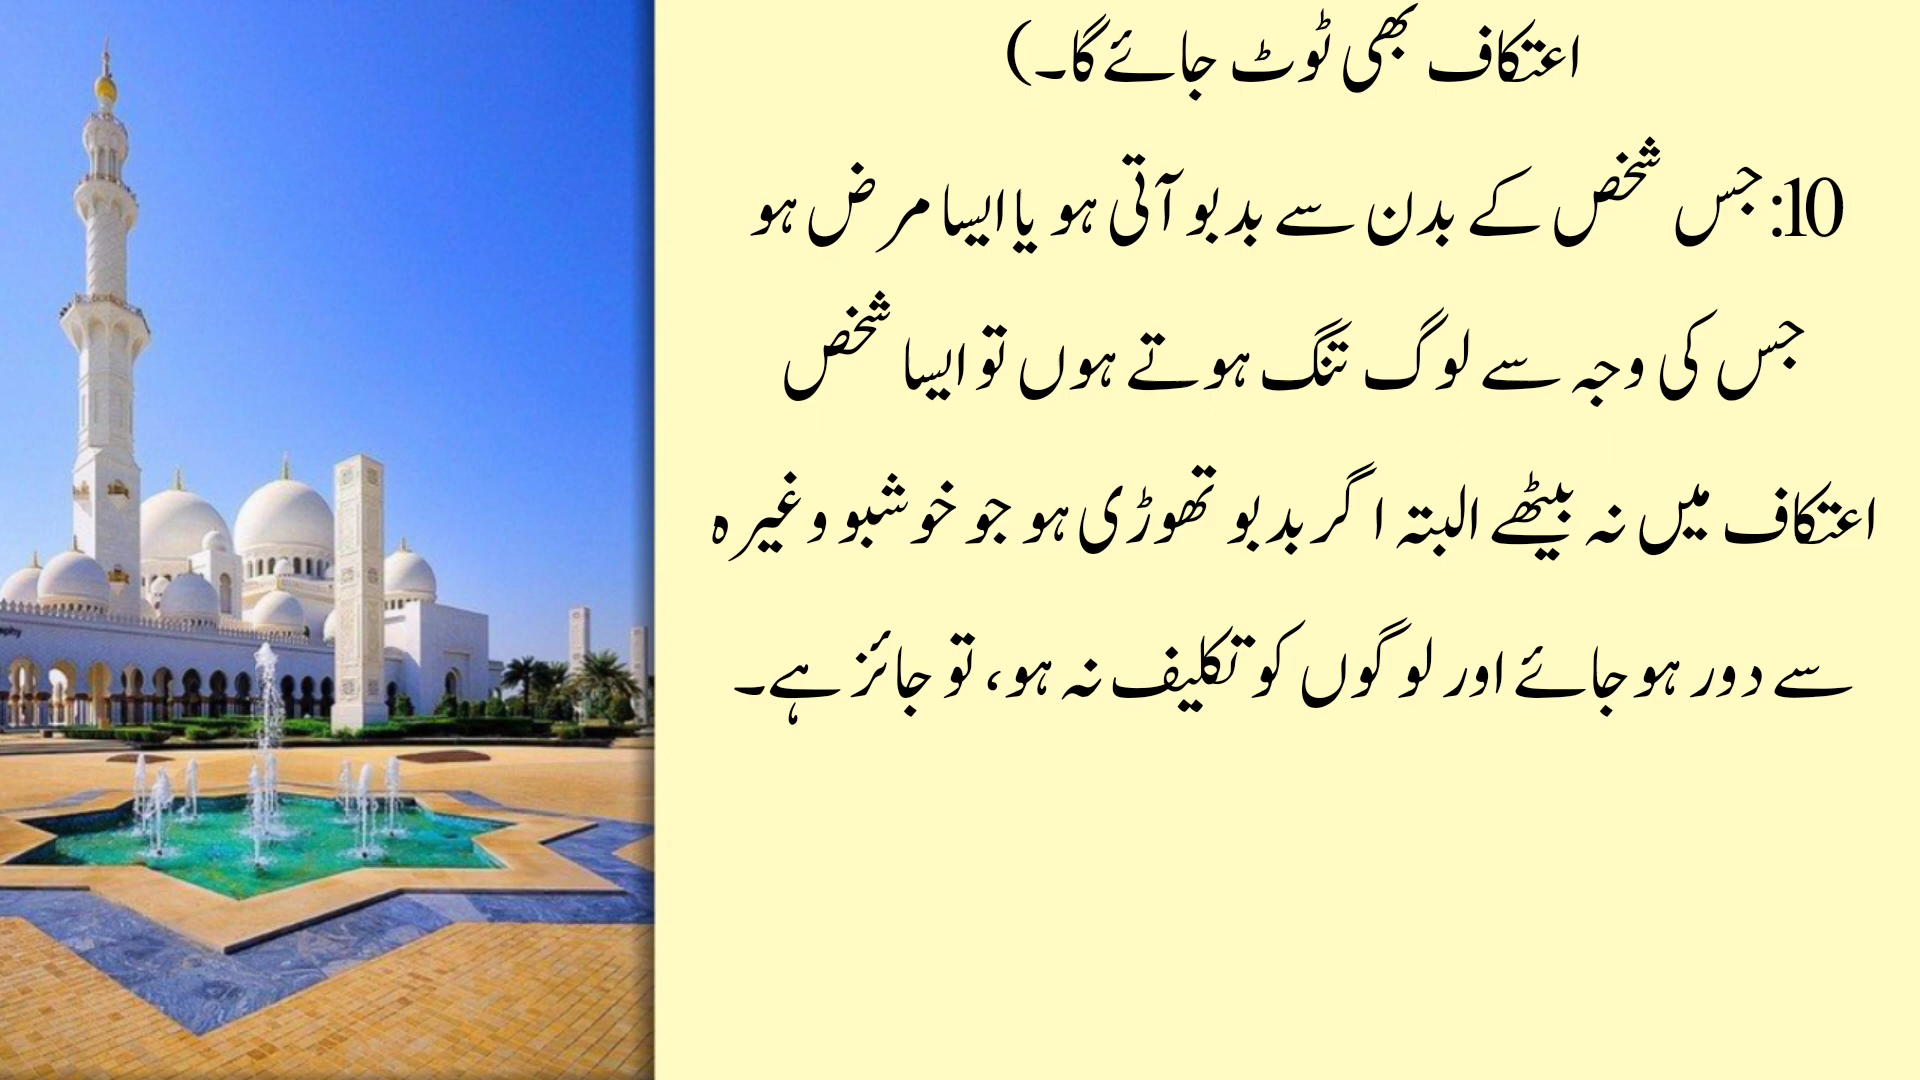 اعتکاف بھی ٹوٹ جائے گا۔)
10:جس شخص کے بدن سے بدبو آتی ہو یا ایسا مرض ہو
جس کی وجہ سے لوگ تنگ ہوتے ہوں تو ایسا شخص
اعتکاف میں نہ بیٹھے البتہ اگر بدبو تھوڑی ہو جو خوشبو وغیرہ
سے دور ہوجائے اور لوگوں کو تکلیف نہ ہو، تو جائز ہے۔